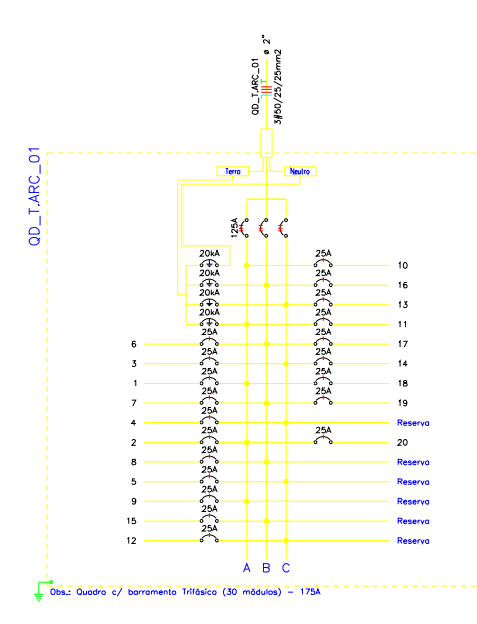 ø 2"
QD_T.ARC_01
3#50/25/25mm2
QD_T.ARC_01
Terra
Neutro
125A
20kA 25A 10
20kA 25A 16
20kA 25A 13
20kA 25A 11
6 25A 25A 17
3 25A 25A 14
1 25A 25A 18
7 25A 25A 19
4 25A Reserva
2 25A 25A 20
8 25A Reserva
5 25A Reserva
9 25A Reserva
15 25A Reserva
12 25A Reserva
A B C
Obs.: Quadro c/ barramento Trifásico (30 módulos) - 175A